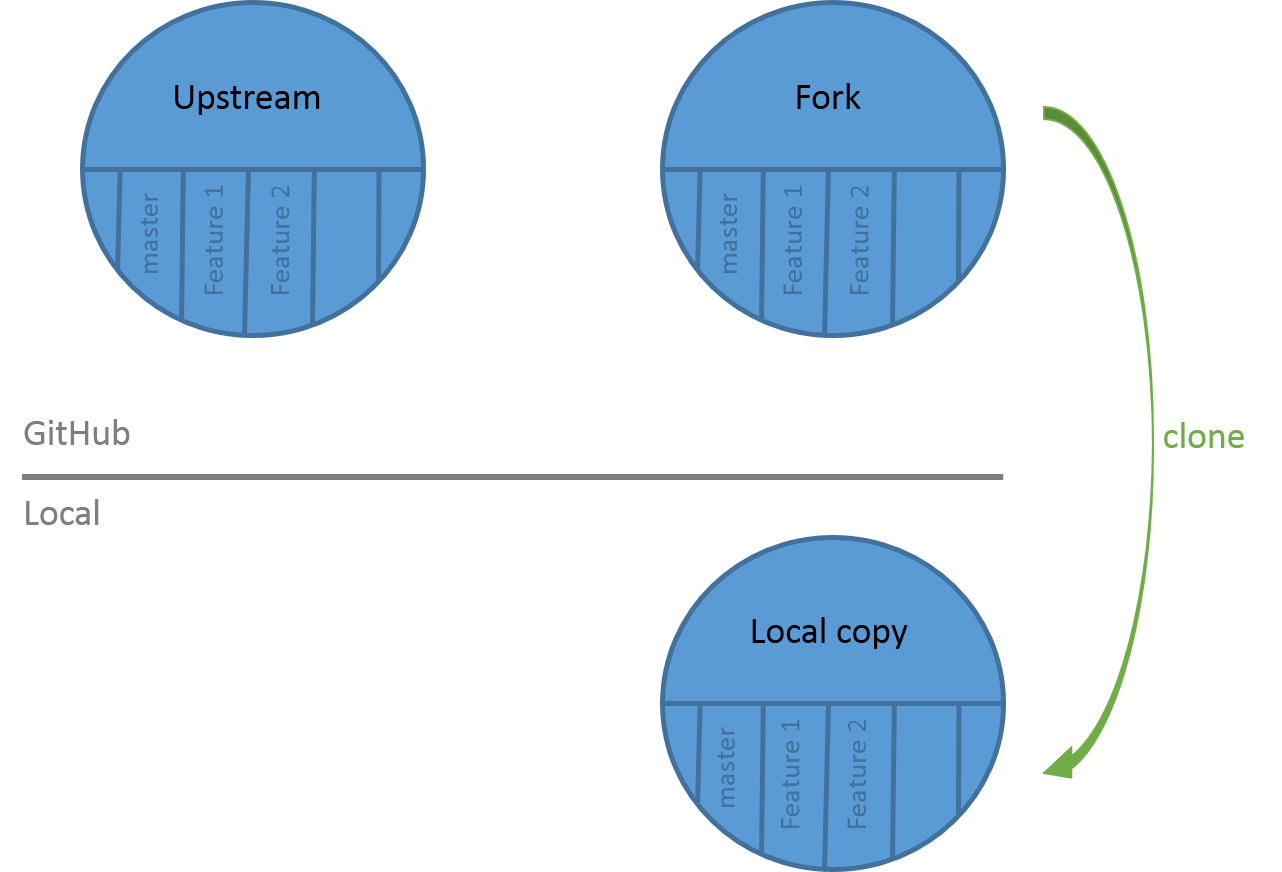 Upstream
master
Feature 1
Feature 2
Fork
master
Feature 1
Feature 2
GitHub
clone
Local
Local copy
master
Feature 1
Feature 2